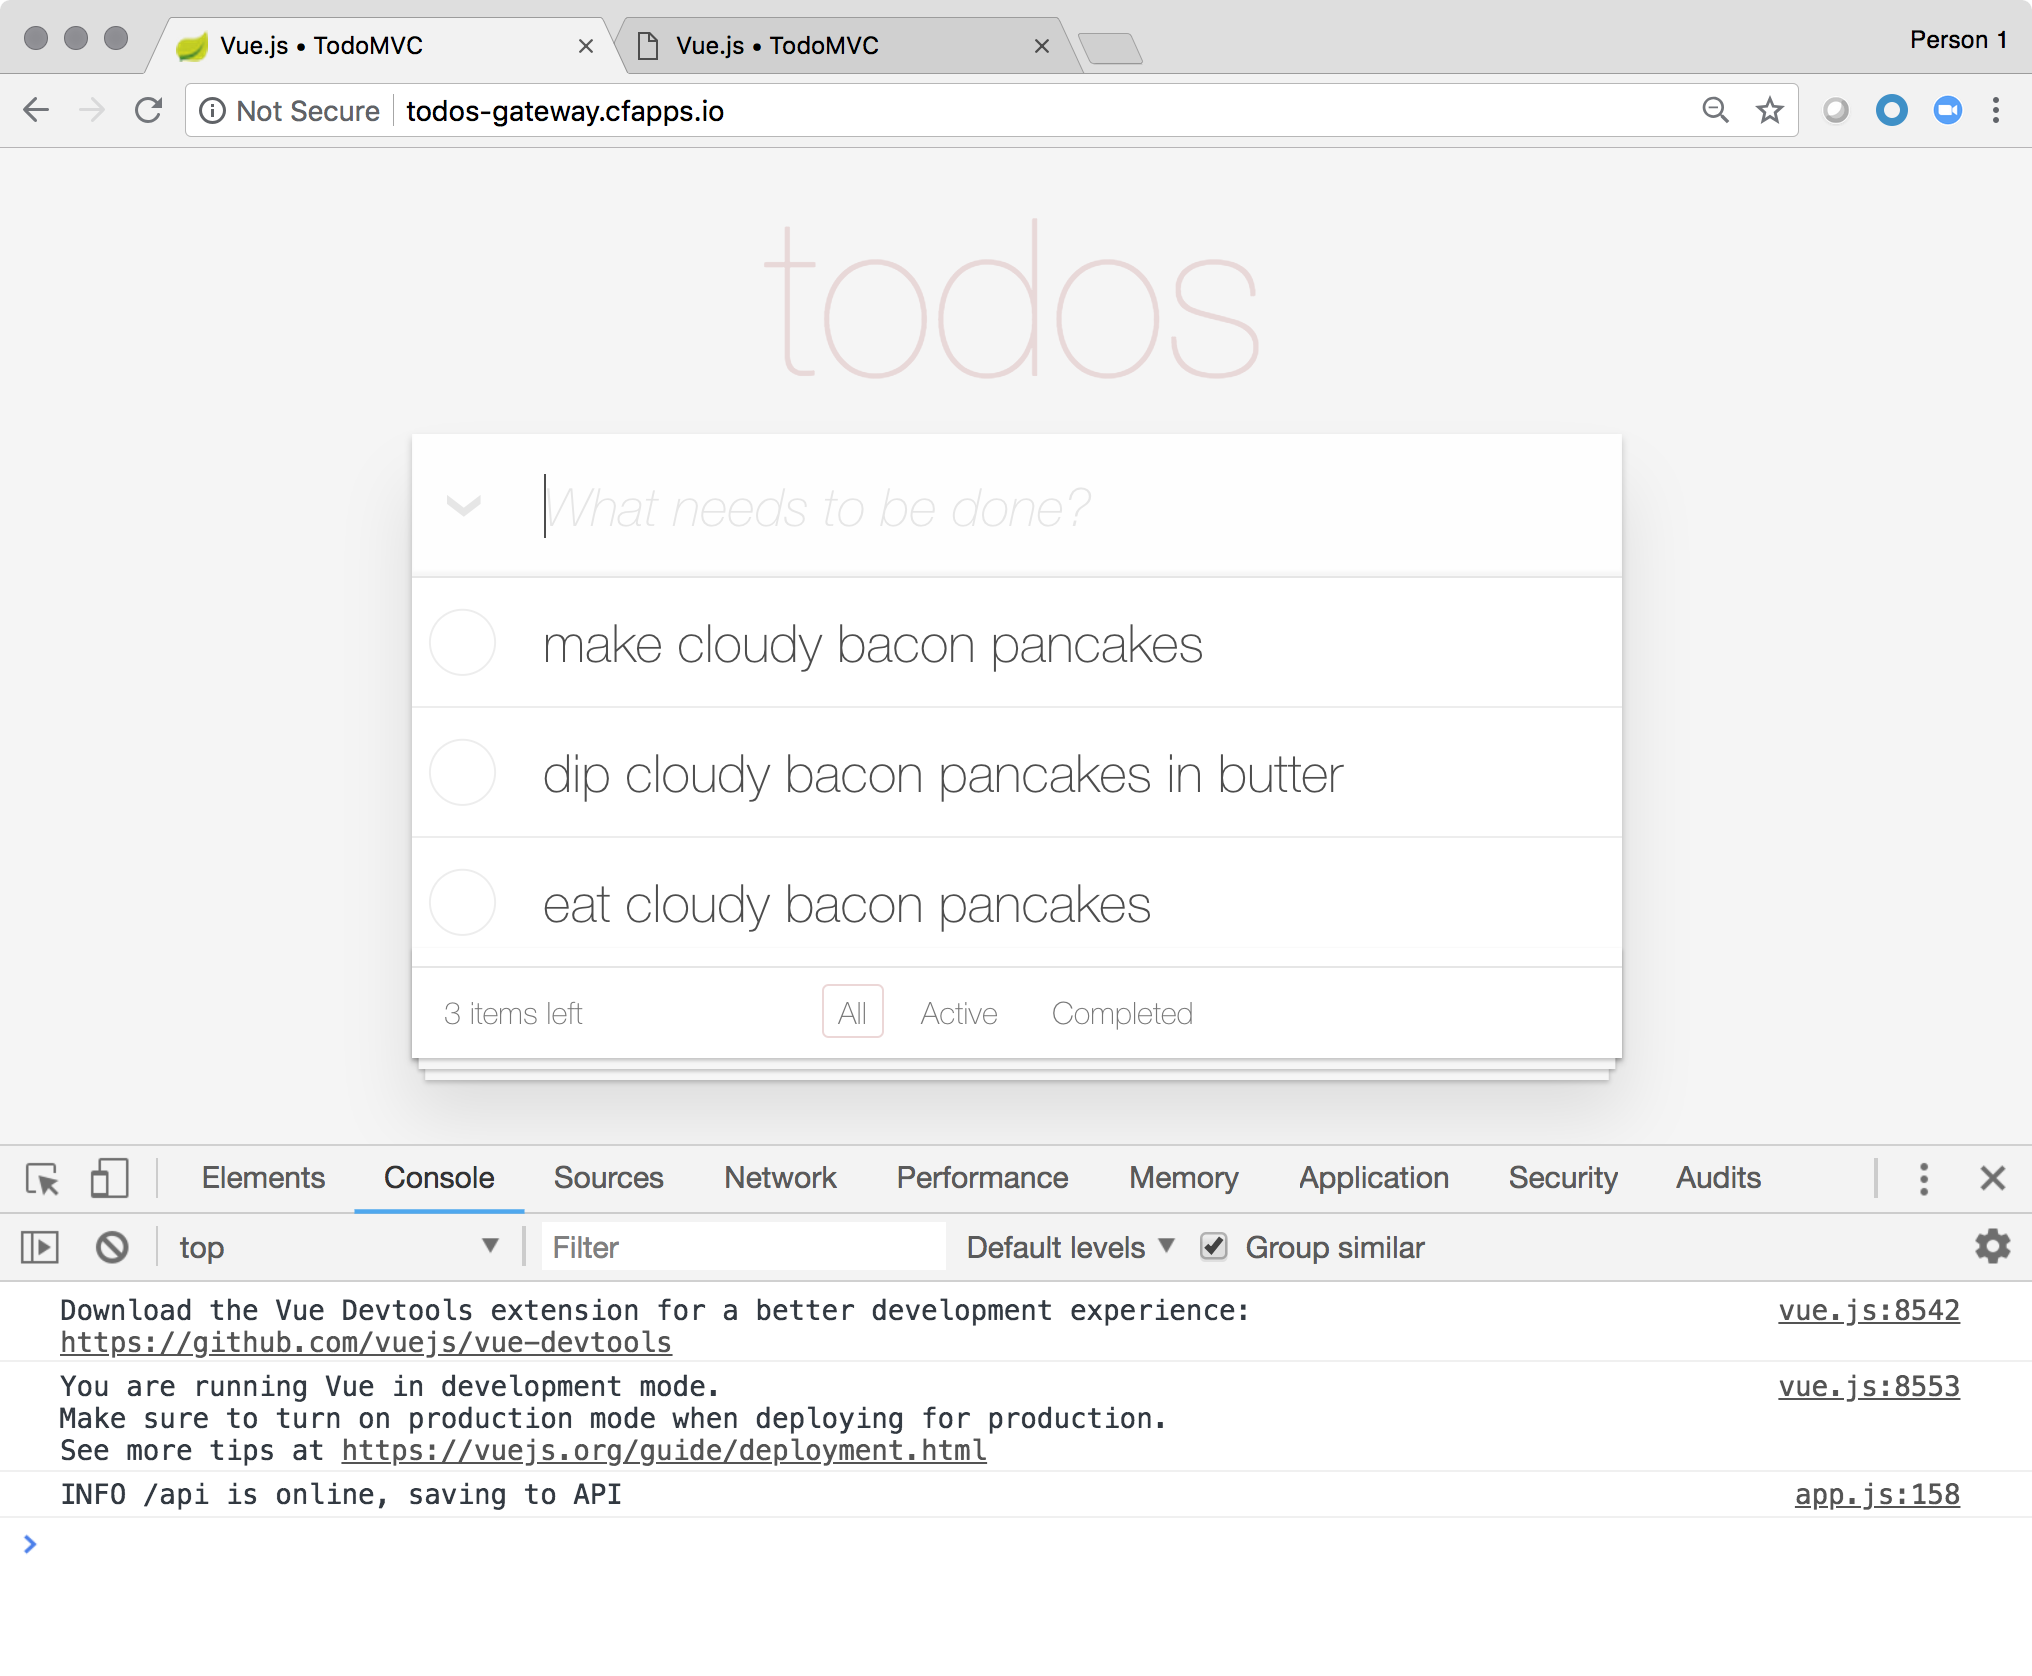 Vue.js • TodoMVC
Vue.js • TodoMVC
Person 1
Not Secure
todos-gateway.cfapps.io
todos
What needs to be done?
make cloudy bacon pancakes
dip cloudy bacon pancakes in butter
eat cloudy bacon pancakes
3 items left All Active Completed
Elements Console Sources Network Performance Memory Application Security Audits
top Filter Default levels Group similar
Download the Vue Devtools extension for a better development experience: vue.js:8542
https://github.com/vuejs/vue-devtools
You are running Vue in development mode. vue.js:8553
Make sure to turn on production mode when deploying for production.
See more tips at https://vuejs.org/guide/deployment.html
INFO /api is online, saving to API app.js:158